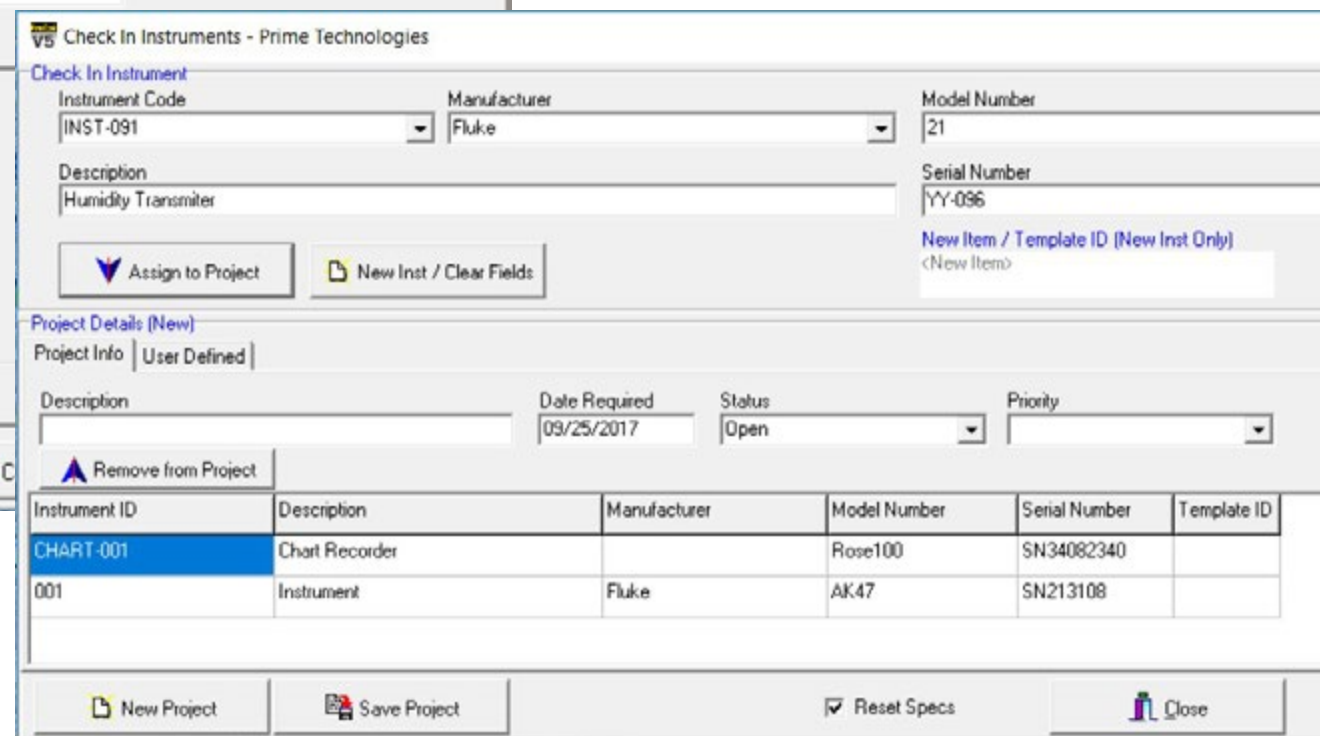 V5 Check In Instruments - Prime Technologies
Check In Instrument
Instrument Code Manufacturer Model Number
INST-091 Fluke 21
Description Serial Number
Humidity Transmiter YY-096
New Item / Template ID (New Inst Only)
<New Item>
Assign to Project New Inst / Clear Fields
Project Details (New)
Project Info User Defined
Description Date Required Status Priority
09/25/2017 Open
C
Remove from Project
Instrument ID Description Manufacturer Model Number Serial Number Template ID
CHART-001 Chart Recorder Rose100 SN34082340
001 Instrument Fluke AK47 SN213108
New Project Save Project Reset Specs Close